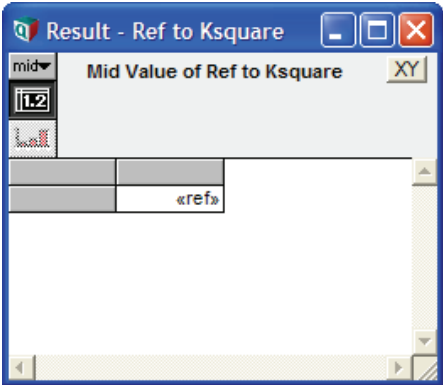 Result - Ref to Ksquare
mid
Mid Value of Ref to Ksquare
XY
1.2
«ref»